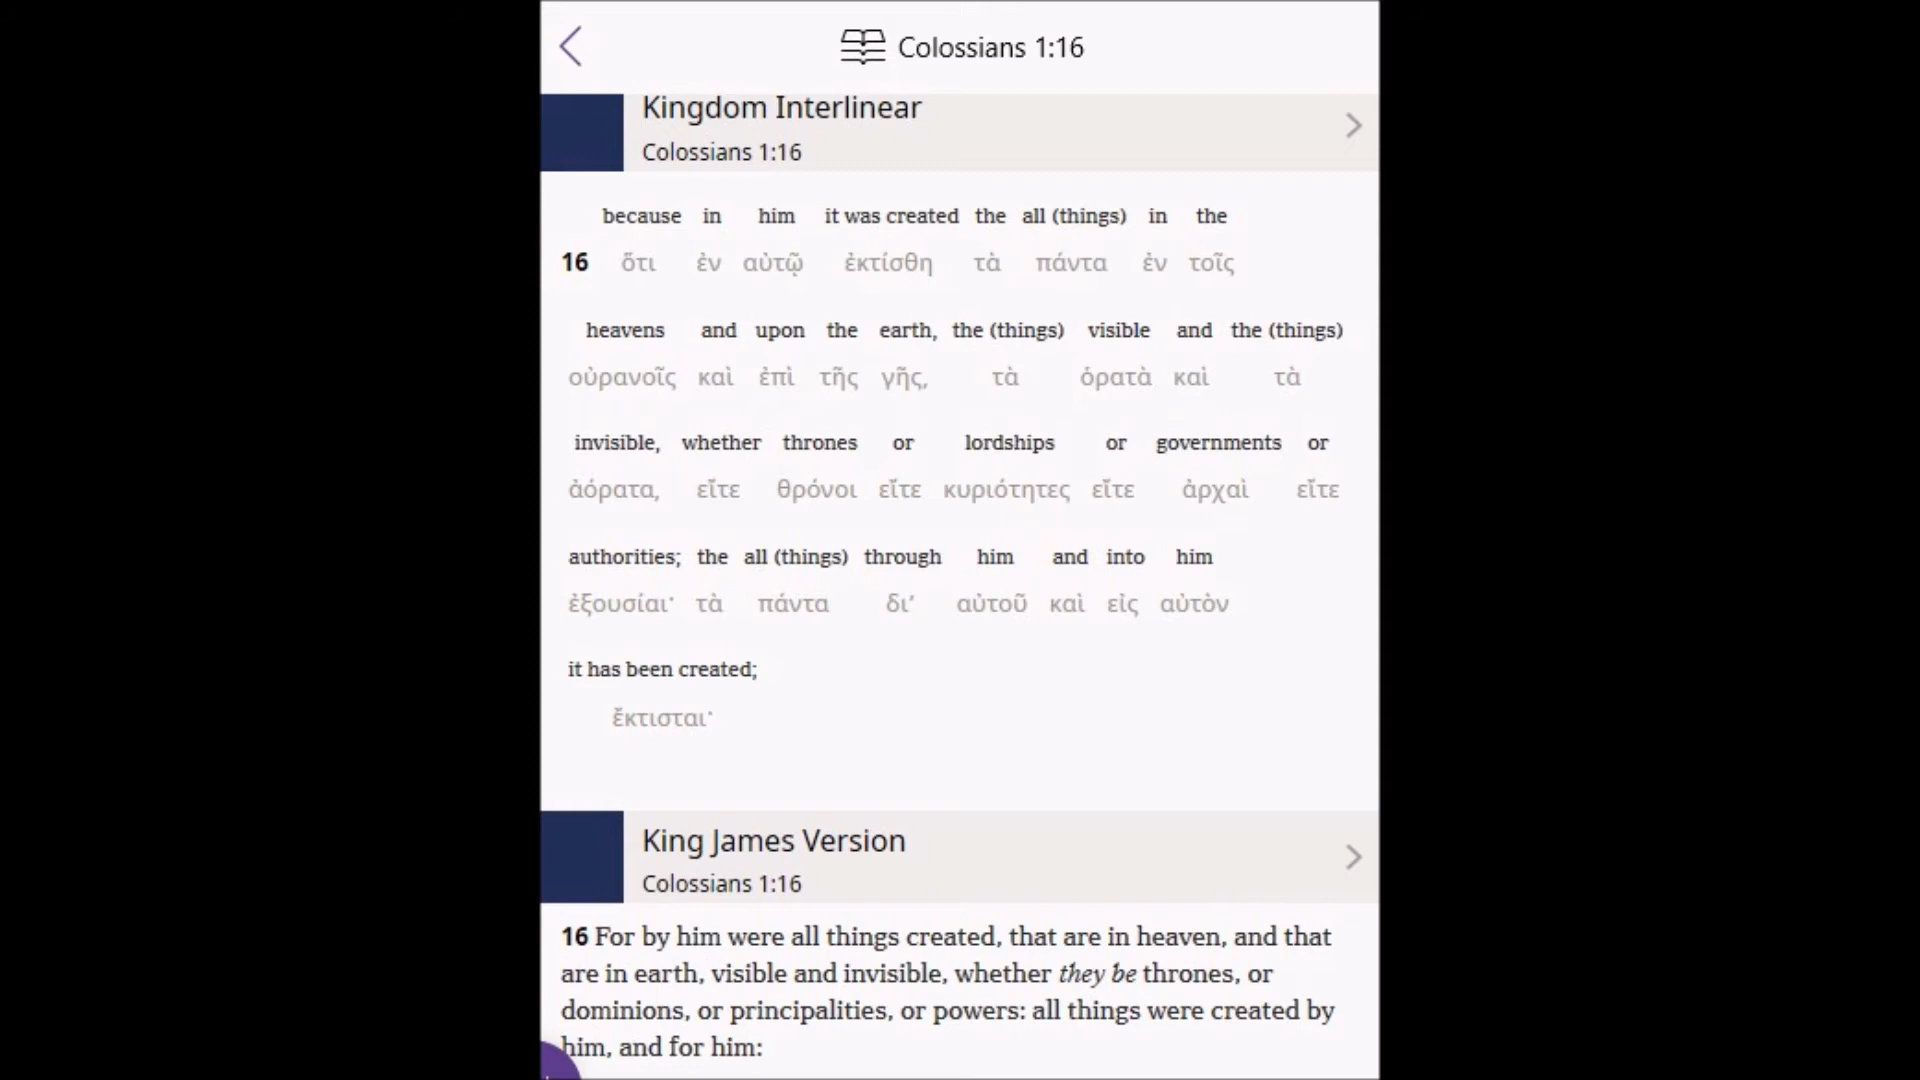 Colossians 1:16
Kingdom Interlinear
Colossians 1:16
because in him it was created the all (things) in the
16 ὅτι ἐν αὐτῷ ἐκτίσθη τὰ πάντα ἐν τοῖς
heavens and upon the earth, the (things) visible and the (things)
οὐρανοῖς καὶ ἐπὶ τῆς γῆς, τὰ ὁρατὰ καὶ τὰ
invisible, whether thrones or lordships or governments or
ἀόρατα, εἴτε θρόνοι εἴτε κυριότητες εἴτε ἀρχαὶ εἴτε
authorities; the all (things) through him and into him
ἐξουσίαι· τὰ πάντα δι’ αὐτοῦ καὶ εἰς αὐτὸν
it has been created;
ἔκτισται·
King James Version
Colossians 1:16
16 For by him were all things created, that are in heaven, and that
are in earth, visible and invisible, whether they be thrones, or
dominions, or principalities, or powers: all things were created by
him, and for him: